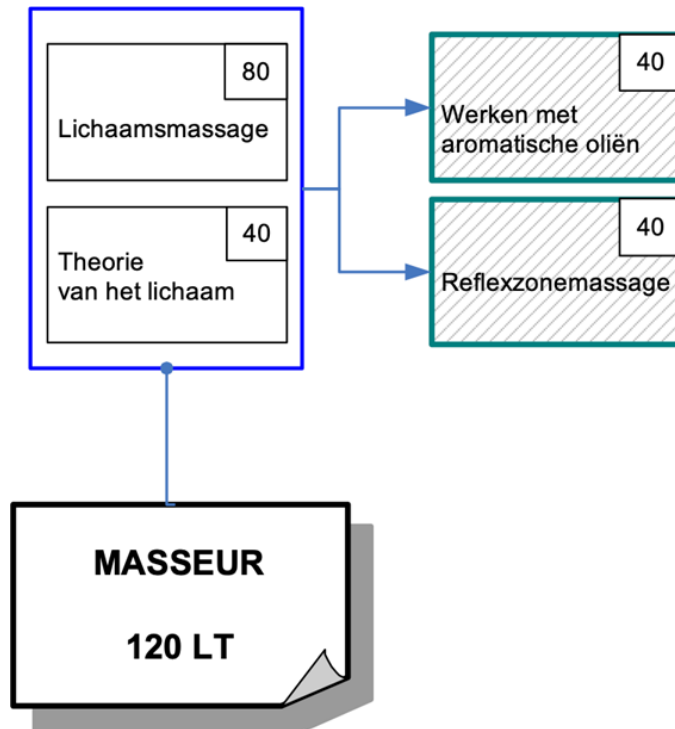 80
Lichaamsmassage
40
Theorie
van het lichaam
40
Werken met
aromatische oliën
40
Reflexzonemassage
MASSEUR
120 LT